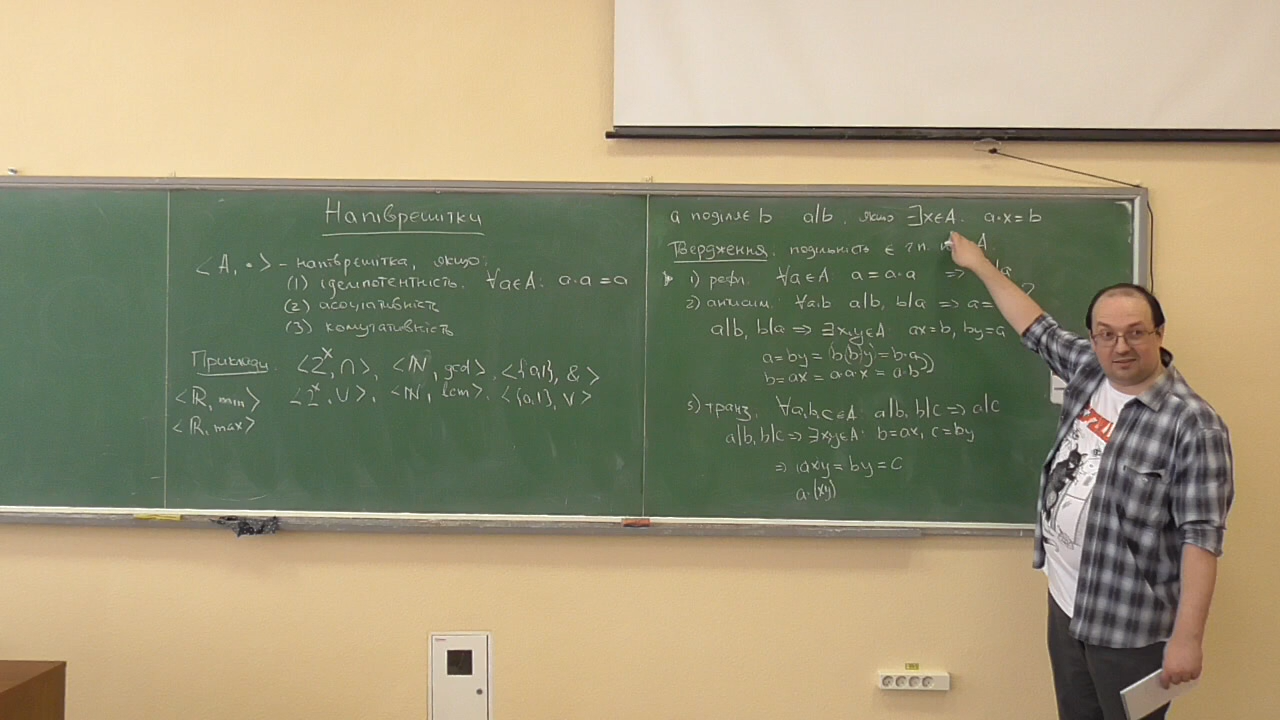 Напіврешітки
<A, •> – напіврешітка, якщо:
(1) ідемпотентність. ∀a∈A: a•a = a
(2) асоціативність
(3) комутативність
Приклади: <2^X, ∩>, <ℕ, gcd>, <{0,1}, &>
<ℝ, min> <2^X, ∪>, <ℕ, lcm>, <{0,1}, ∨>
<ℝ, max>
a поділяє b a|b, якщо ∃x∈A: a•x = b
Твердження: подільність є ч.п. A.
1) рефл. ∀a∈A a = a•a =>
2) антисим. ∀a,b a|b, b|a => a = ?
a|b, b|a => ∃x,y∈A: ax=b, by=a
a = by = b(by) = b•a
b = ax = a•a•x = a•b
3) транз. ∀a,b,c∈A: a|b, b|c => a|c
a|b, b|c => ∃x,y∈A: b=ax, c=by
=> axy = by = c
a•(xy)